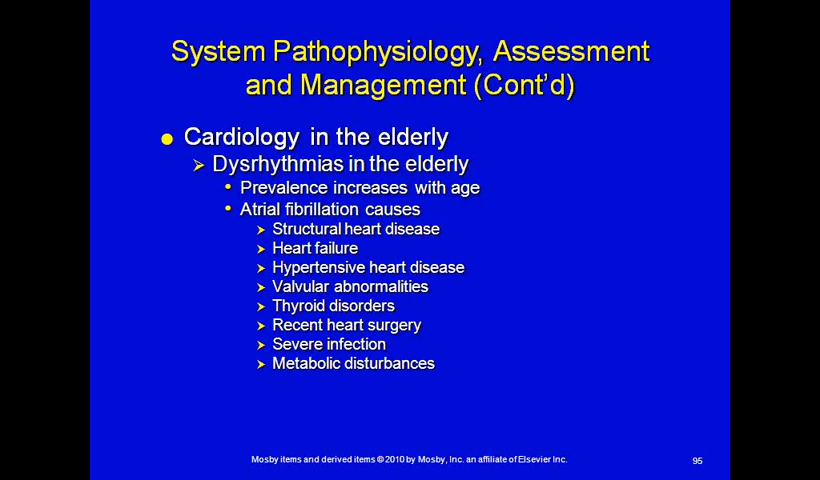 System Pathophysiology, Assessment
and Management (Cont'd)
Cardiology in the elderly
Dysrhythmias in the elderly
Prevalence increases with age
Atrial fibrillation causes
Structural heart disease
Heart failure
Hypertensive heart disease
Valvular abnormalities
Thyroid disorders
Recent heart surgery
Severe infection
Metabolic disturbances
Mosby items and derived items © 2010 by Mosby, Inc. an affiliate of Elsevier Inc.
95